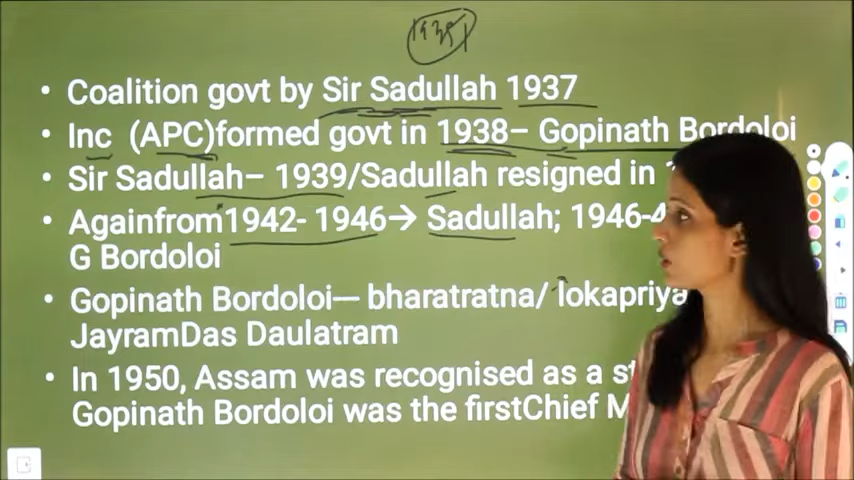 1935
Coalition govt by Sir Sadullah 1937
Inc (APC)formed govt in 1938– Gopinath Bordoloi
Sir Sadullah– 1939/Sadullah resigned in
Againfrom1942- 1946→ Sadullah; 1946-
G Bordoloi
Gopinath Bordoloi— bharatratna/ lokapriya
JayramDas Daulatram
In 1950, Assam was recognised as a
Gopinath Bordoloi was the firstChief